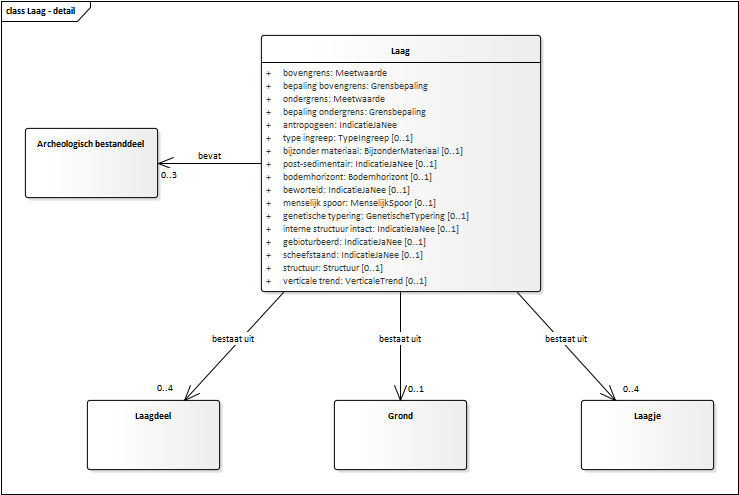 class Laag - detail
Laag
+ bovengrens: Meetwaarde
+ bepaling bovengrens: Grensbepaling
+ ondergrens: Meetwaarde
+ bepaling ondergrens: Grensbepaling
+ antropogeen: IndicatieJaNee
+ type ingreep: TypeIngreep [0..1]
+ bijzonder materiaal: BijzonderMateriaal [0..1]
+ post-sedimentair: IndicatieJaNee [0..1]
+ bodemhorizont: Bodemhorizont [0..1]
+ beworteld: IndicatieJaNee [0..1]
+ menselijk spoor: MenselijkSpoor [0..1]
+ genetische typering: GenetischeTypering [0..1]
+ interne structuur intact: IndicatieJaNee [0..1]
+ gebioturbeerd: IndicatieJaNee [0..1]
+ scheefstaand: IndicatieJaNee [0..1]
+ structuur: Structuur [0..1]
+ verticale trend: VerticaleTrend [0..1]
Archeologisch bestanddeel
bevat
0..3
bestaat uit
bestaat uit
bestaat uit
0..4
0..1
0..4
Laagdeel
Grond
Laagje